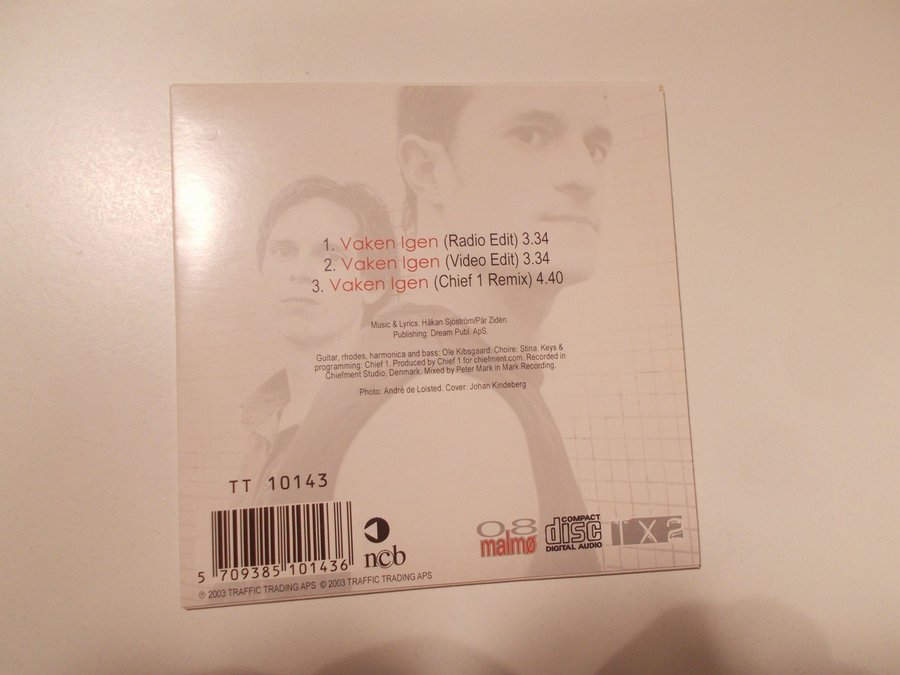 1. Vaken Igen (Radio Edit) 3.34
2. Vaken Igen (Video Edit) 3.34
3. Vaken Igen (Chief 1 Remix) 4.40
Music & Lyrics: Håkan Sjöström/Pär Zidén.
Publishing: Dream Publ. ApS.
Guitar, rhodes, harmonica and bass: Ole Kibsgaard. Choire: Stina. Keys &
programming: Chief 1. Produced by Chief 1 for chiefment.com. Recorded in
Chiefment Studio, Denmark. Mixed by Peter Mark in Mark Recording.
Photo: André de Loisted. Cover: Johan Kindeberg
TT 10143
5 709385 101436
ncb
08
malmø
COMPACT
disc
DIGITAL AUDIO
℗ 2003 TRAFFIC TRADING APS © 2003 TRAFFIC TRADING APS